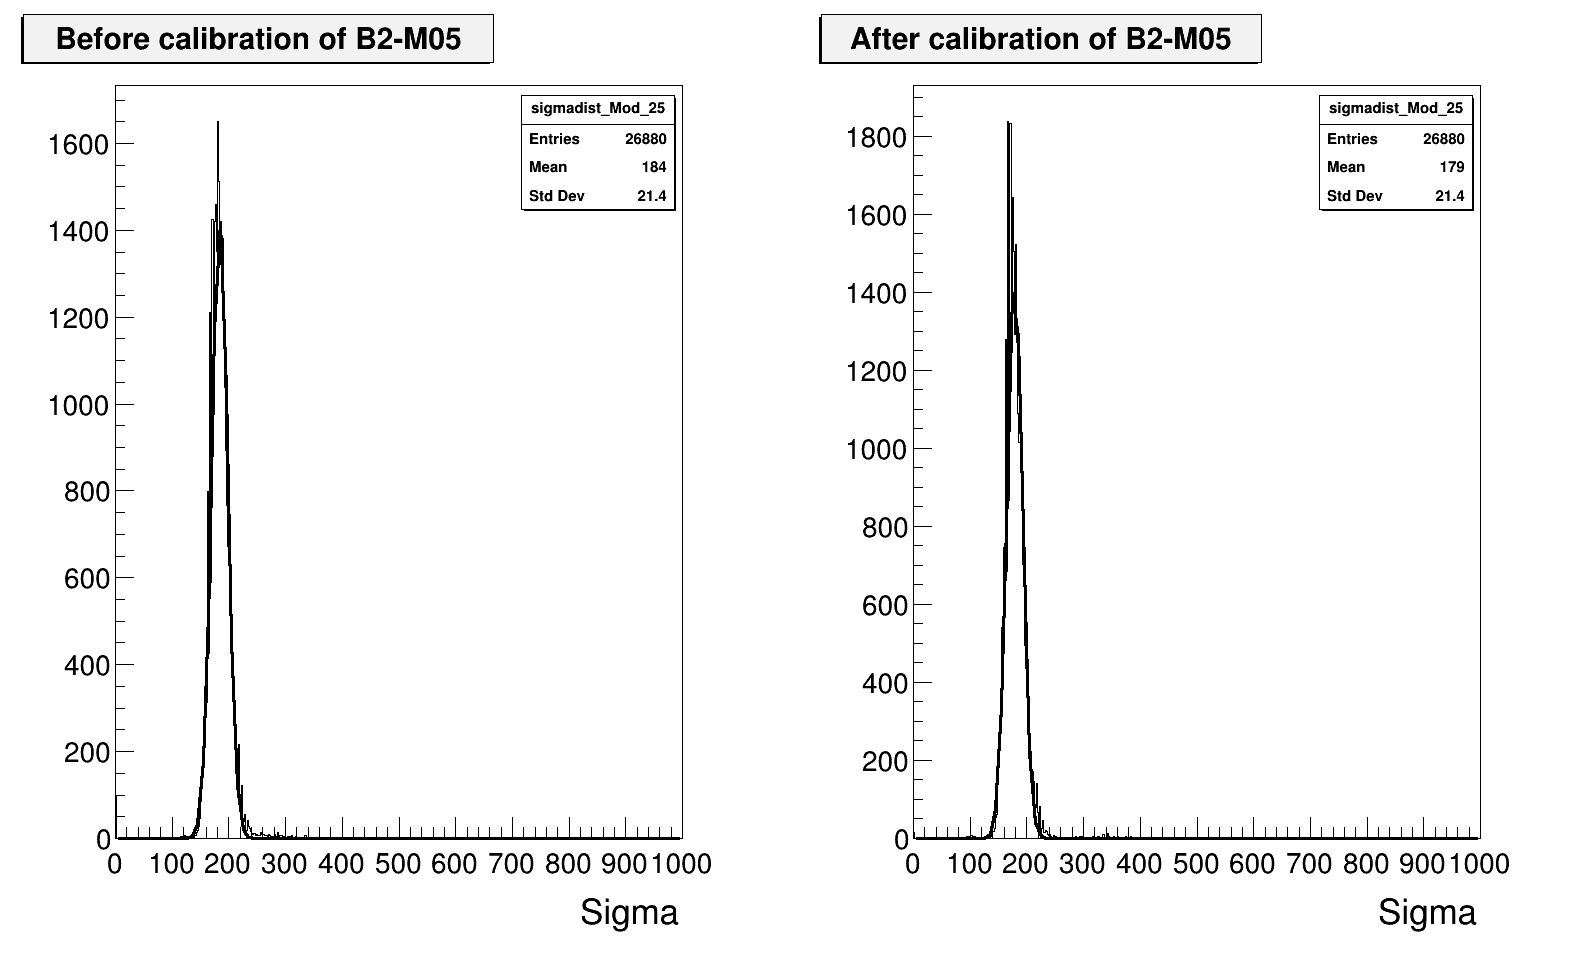 Before calibration of B2-M05
sigmadist_Mod_25
Entries 26880
Mean 184
Std Dev 21.4
1600
1400
1200
1000
800
600
400
200
0
0 100 200 300 400 500 600 700 800 900 1000
Sigma
After calibration of B2-M05
sigmadist_Mod_25
Entries 26880
Mean 179
Std Dev 21.4
1800
1600
1400
1200
1000
800
600
400
200
0
0 100 200 300 400 500 600 700 800 900 1000
Sigma